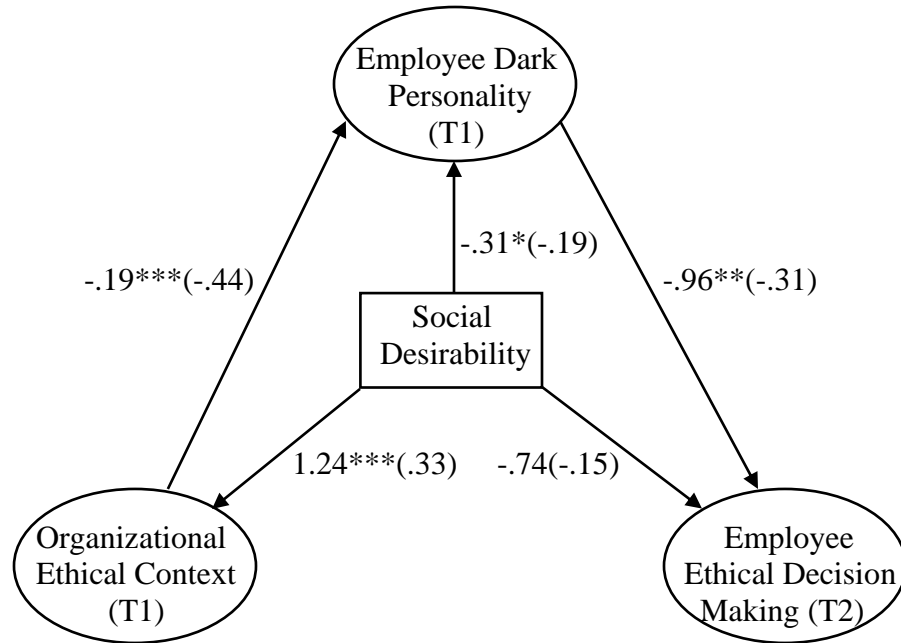 Employee Dark
Personality
(T1)
-.31*(-.19)
-.19***(-.44)
-.96**(-.31)
Social
Desirability
1.24***(.33)
-.74(-.15)
Organizational
Ethical Context
(T1)
Employee
Ethical Decision
Making (T2)